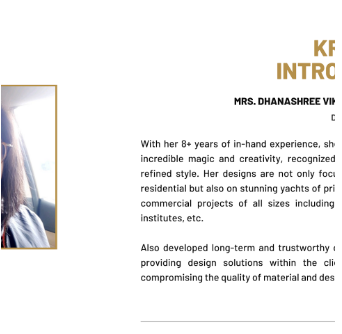 KR
INTRO
MRS. DHANASHREE VIK
D
With her 8+ years of in-hand experience, she
incredible magic and creativity, recognized
refined style. Her designs are not only focu
residential but also on stunning yachts of pri
commercial projects of all sizes including
institutes, etc.
Also developed long-term and trustworthy
providing design solutions within the cli
compromising the quality of material and des